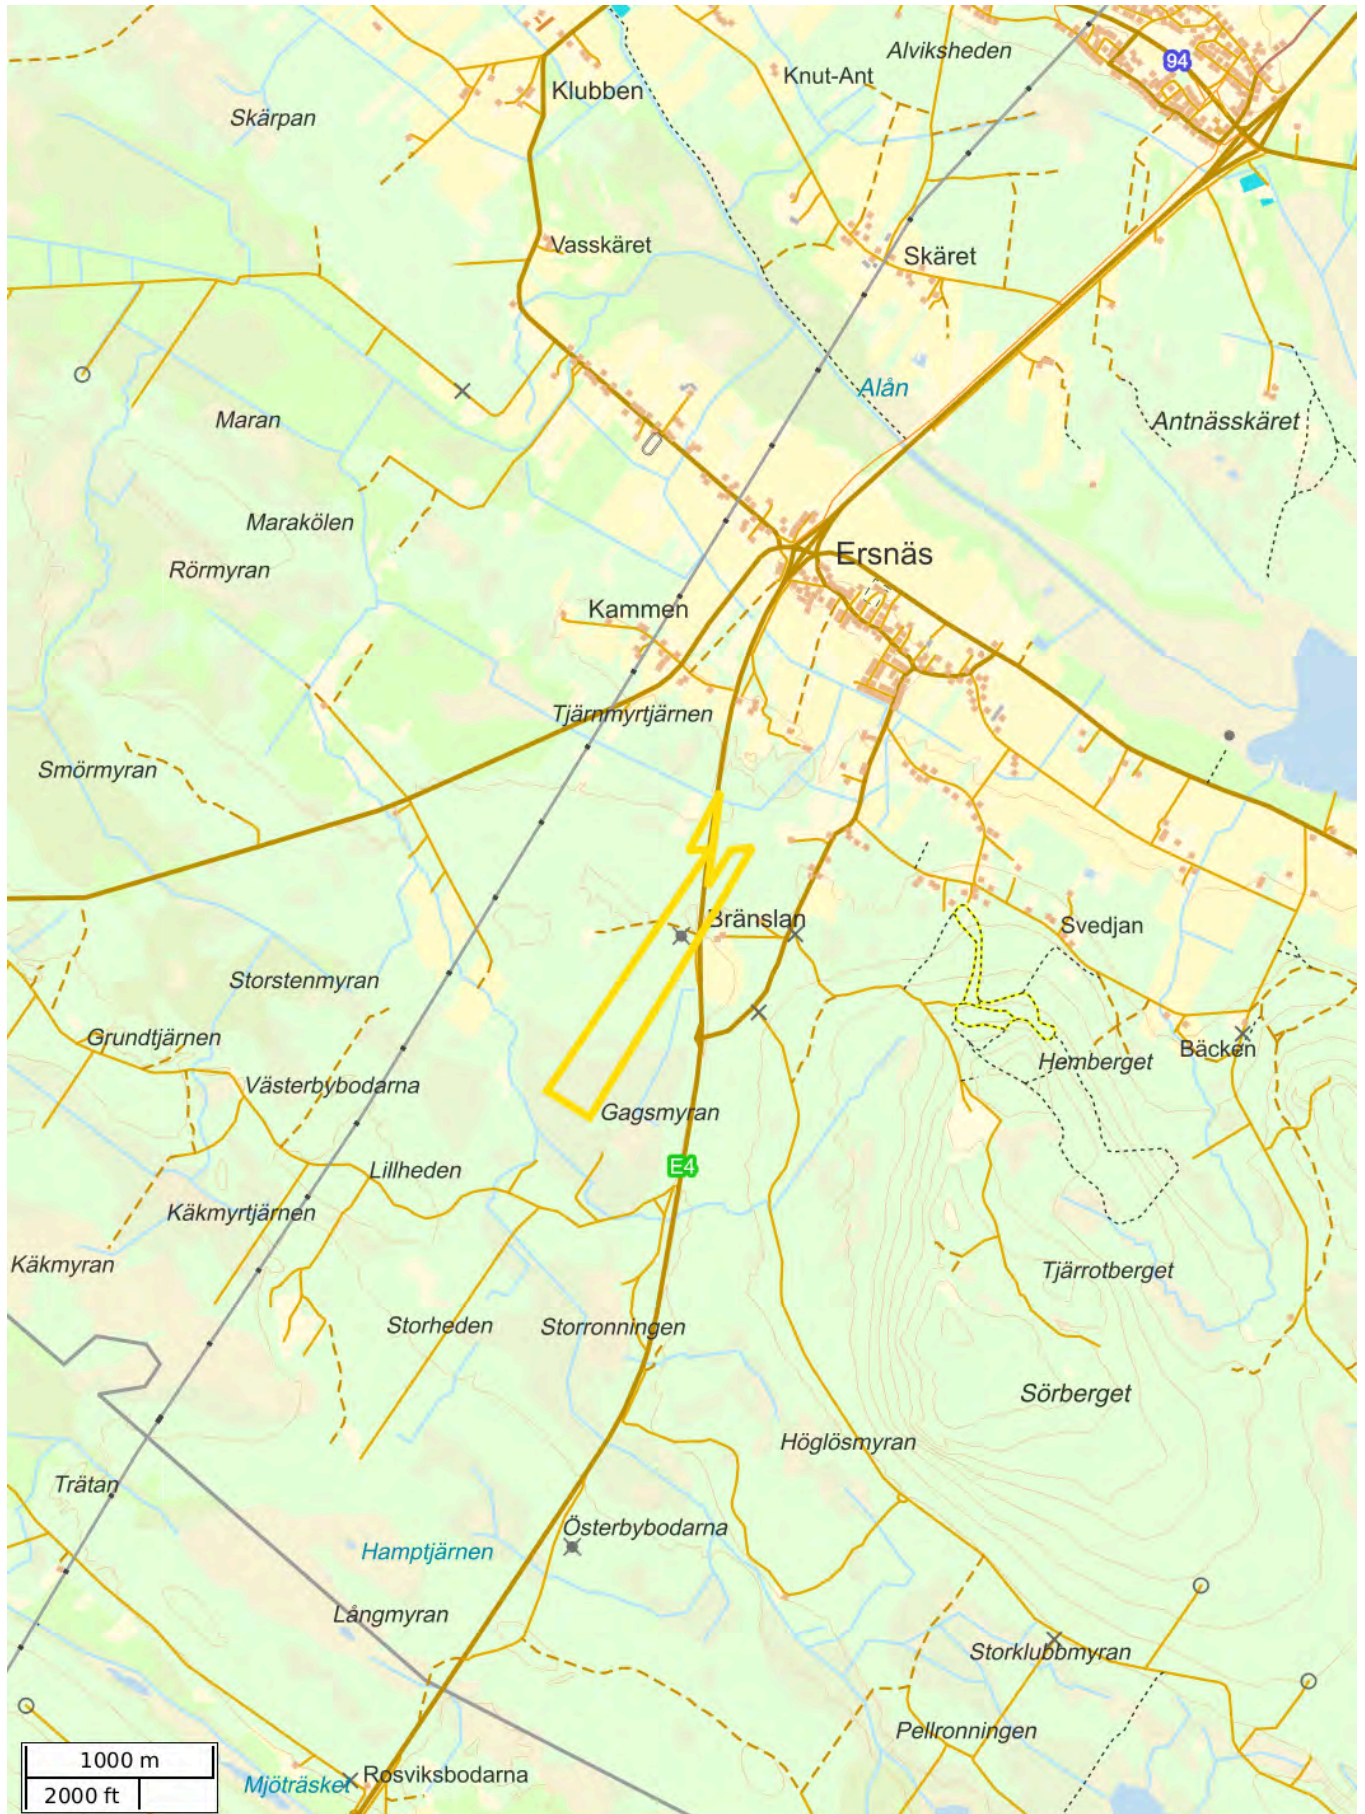 Alviksheden
94
Knut-Ant
Klubben
Skärpan
Vasskäret
Skäret
Alån
Maran
Antnässkäret
Marakölen
Ersnäs
Rörmyran
Kammen
Tjärnmyrtjärnen
Smörmyran
Bränslan
Svedjan
Storstenmyran
Grundtjärnen
Bäcken
Hemberget
Västerbybodarna
Gagsmyran
E4
Lillheden
Käkmyrtjärnen
Käkmyran
Tjärrotberget
Storheden
Storronningen
Sörberget
Höglösmyran
Trätan
Österbybodarna
Hamptjärnen
Långmyran
Storklubbmyran
Pellronningen
1000 m
Rosviksbodarna
Mjöträsket
2000 ft